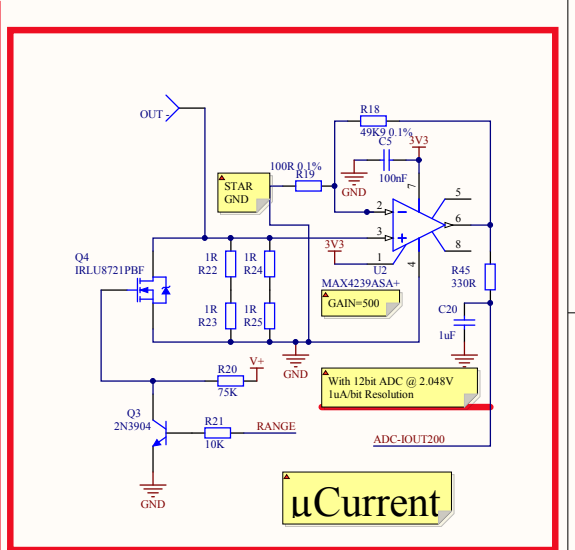 OUT -
R18
49K9 0.1%
C5
3V3
100nF
100R 0.1%
R19
GND
STAR
GND
7
5
2
6
3
3V3
8
1
4
U2
MAX4239ASA+
GAIN=500
Q4
IRLU8721PBF
1R
R22
1R
R24
1R
R23
1R
R25
R45
330R
C20
1uF
GND
V+
R20
75K
With 12bit ADC @ 2.048V
1uA/bit Resolution
Q3
2N3904
R21
10K
RANGE
ADC-IOUT200
GND
µCurrent